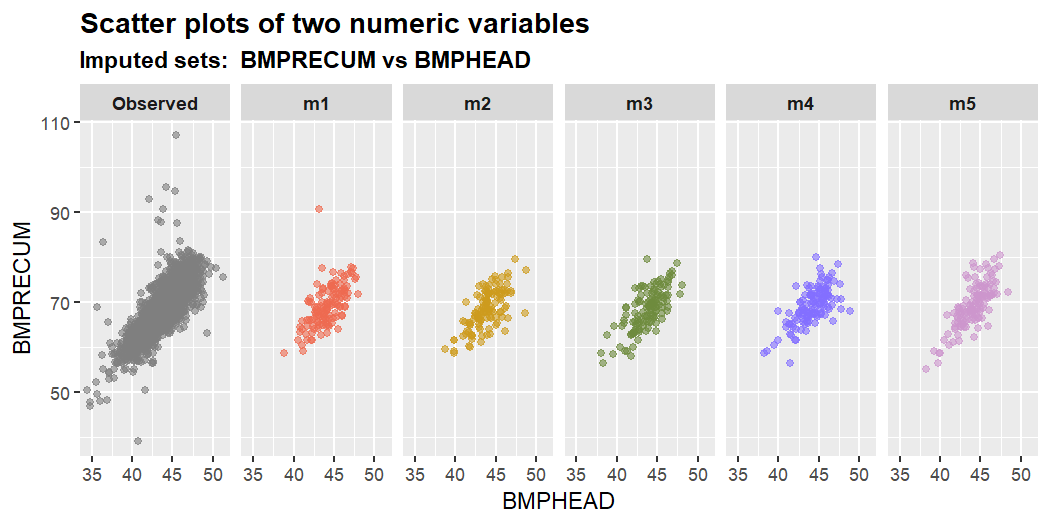 Scatter plots of two numeric variables
Imputed sets:  BMPRECUM vs BMPHEAD
Observed m1 m2 m3 m4 m5
110
90
70
50
BMPRECUM
35 40 45 50 35 40 45 50 35 40 45 50 35 40 45 50 35 40 45 50 35 40 45 50
BMPHEAD